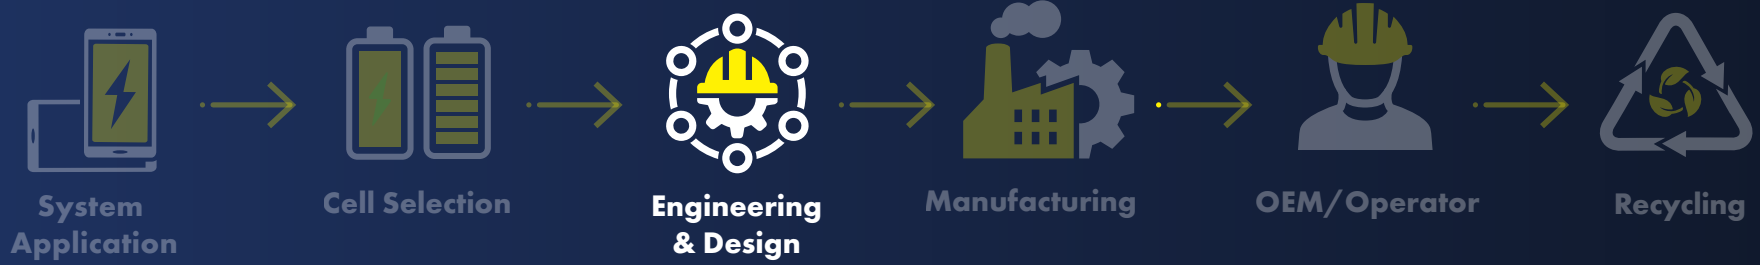 System
Application
Cell Selection
Engineering
& Design
Manufacturing
OEM/Operator
Recycling